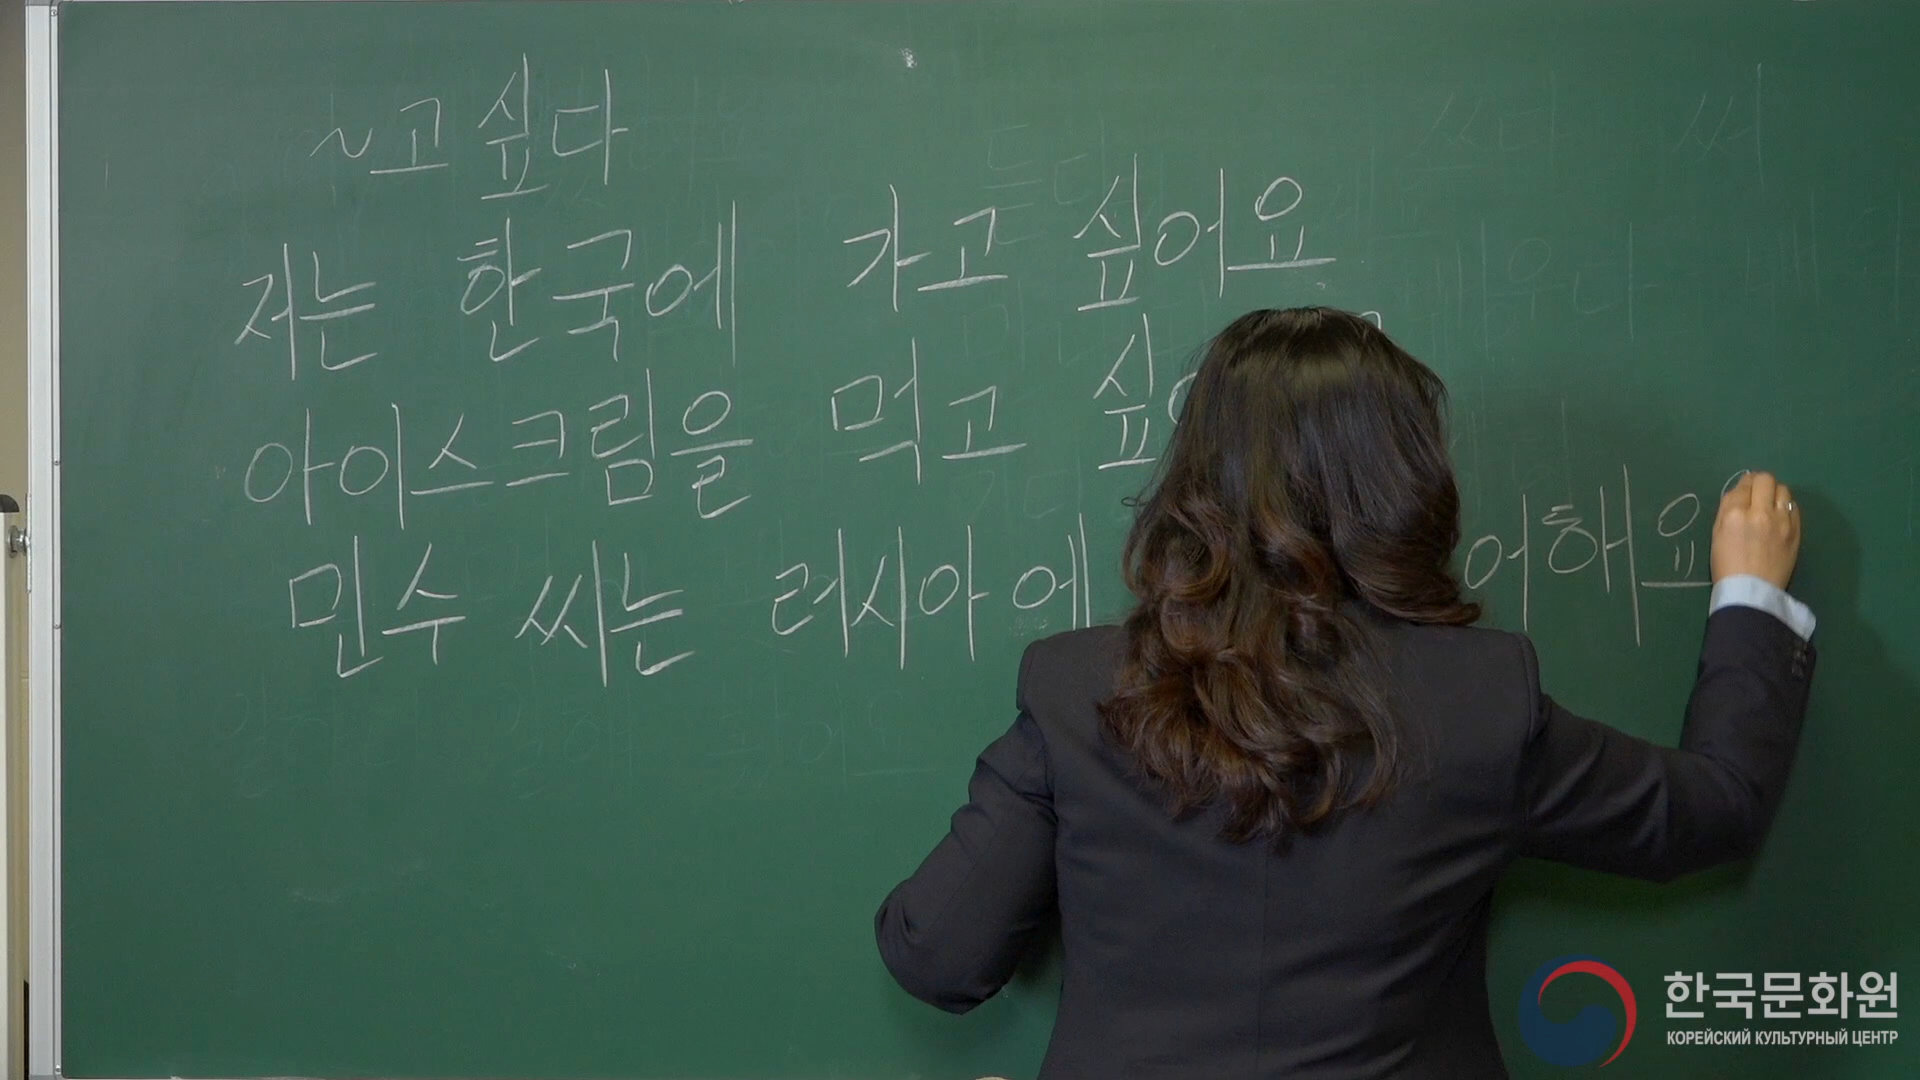 ~고 싶다
저는 한국에 가고 싶어요
아이스크림을 먹고
민수 씨는 러시아에 어해요
한국문화원
КОРЕЙСКИЙ КУЛЬТУРНЫЙ ЦЕНТР